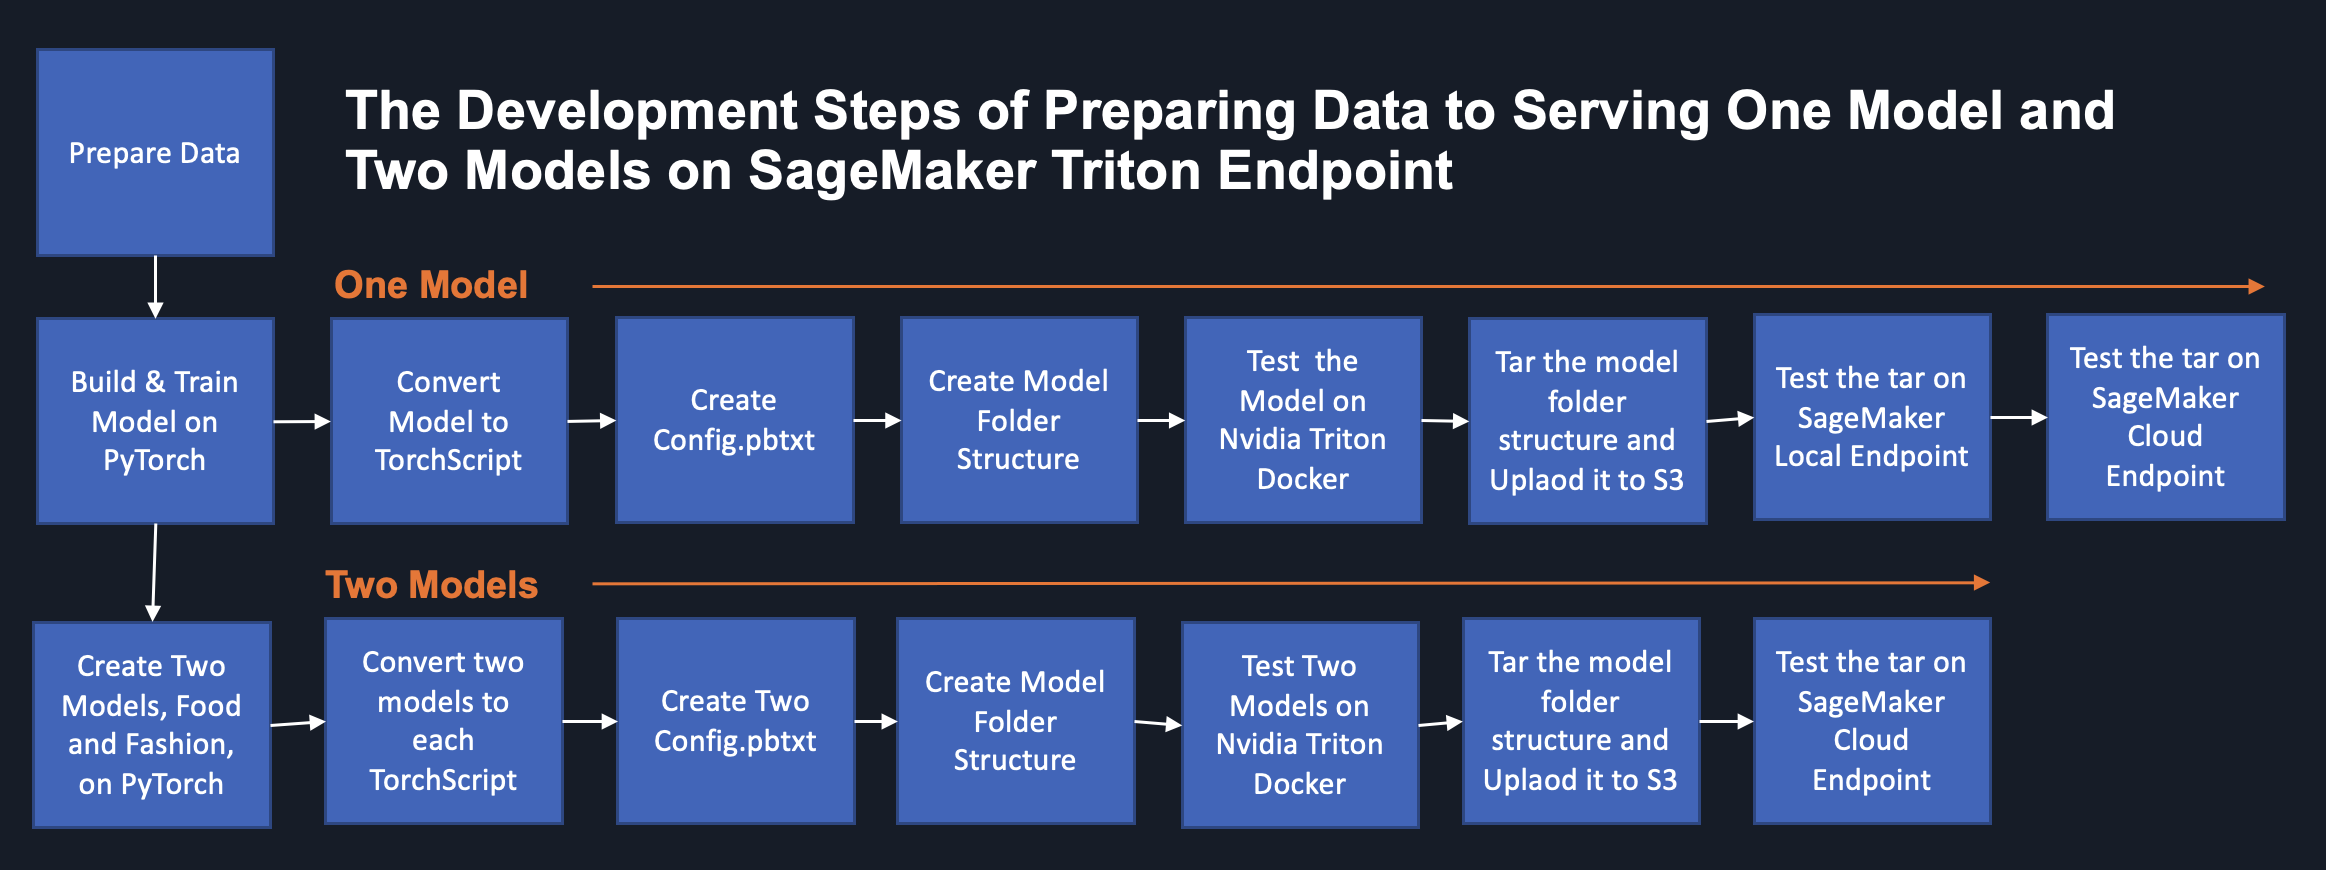 Prepare Data
The Development Steps of Preparing Data to Serving One Model and
Two Models on SageMaker Triton Endpoint
One Model
Build & Train
Model on
PyTorch
Convert
Model to
TorchScript
Create
Config.pbtxt
Create Model
Folder
Structure
Test  the
Model on
Nvidia Triton
Docker
Tar the model
folder
structure and
Uplaod it to S3
Test the tar on
SageMaker
Local Endpoint
Test the tar on
SageMaker
Cloud
Endpoint
Two Models
Create Two
Models, Food
and Fashion,
on PyTorch
Convert two
models to
each
TorchScript
Create Two
Config.pbtxt
Create Model
Folder
Structure
Test Two
Models on
Nvidia Triton
Docker
Tar the model
folder
structure and
Uplaod it to S3
Test the tar on
SageMaker
Cloud
Endpoint